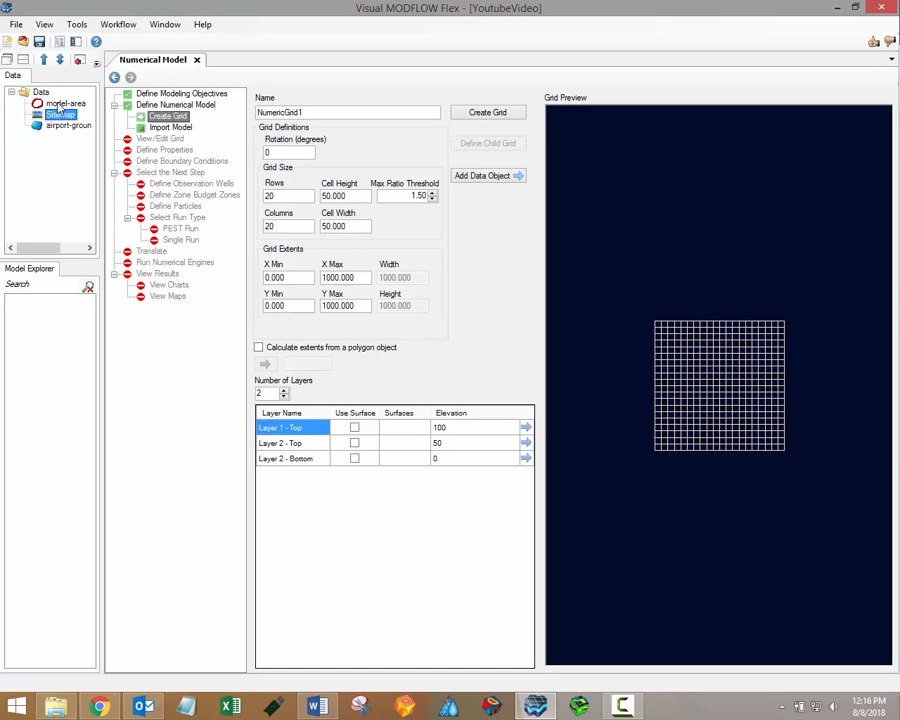 Visual MODFLOW Flex - [YoutubeVideo]
File View Tools Workflow Window Help
Data
Data
model-area
Sitemap
airport-groun
Model Explorer
Search
Numerical Model
Define Modeling Objectives
Define Numerical Model
Create Grid
Import Model
View/Edit Grid
Define Properties
Define Boundary Conditions
Select the Next Step
Define Observation Wells
Define Zone Budget Zones
Define Particles
Select Run Type
PEST Run
Single Run
Translate
Run Numerical Engines
View Results
View Charts
View Maps
Name
NumericGrid1
Create Grid
Grid Definitions
Rotation (degrees)
0
Define Child Grid
Grid Size
Add Data Object
Rows Cell Height Max Ratio Threshold
20 50.000 1.50
Columns Cell Width
20 50.000
Grid Extents
X Min X Max Width
0.000 1000.000 1000.000
Y Min Y Max Height
0.000 1000.000 1000.000
Calculate extents from a polygon object
Number of Layers
2
Layer Name Use Surface Surfaces Elevation
Layer 1 - Top 100
Layer 2 - Top 50
Layer 2 - Bottom 0
Grid Preview
12:16 PM
8/8/2018